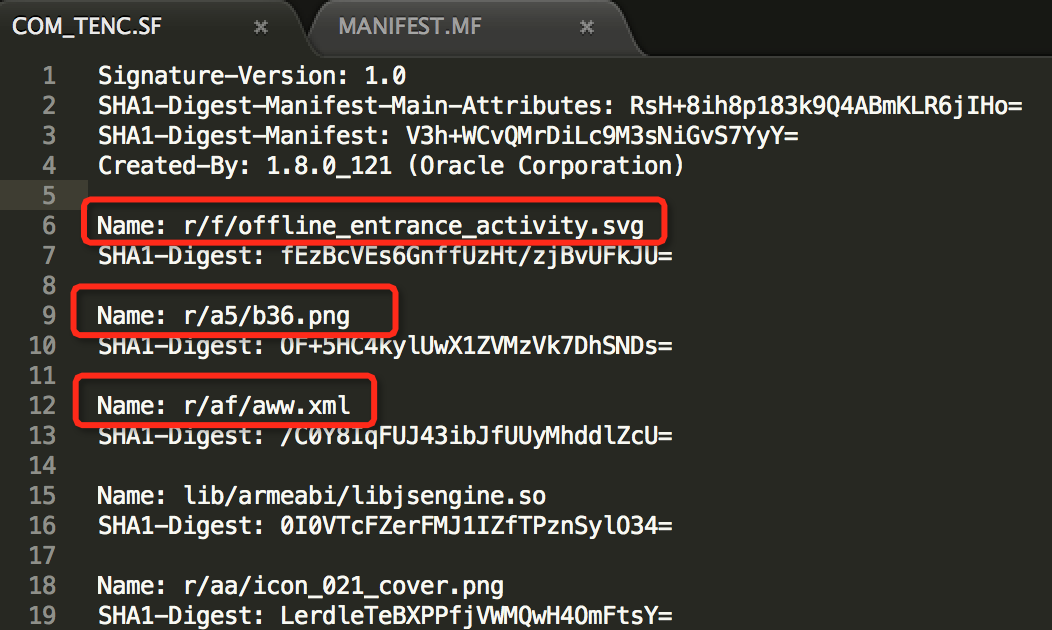 COM_TENC.SF MANIFEST.MF
1 Signature-Version: 1.0
2 SHA1-Digest-Manifest-Main-Attributes: RsH+8ih8p183k9Q4ABmKLR6jIHo=
3 SHA1-Digest-Manifest: V3h+WCvQMrDiLc9M3sNiGvS7YyY=
4 Created-By: 1.8.0_121 (Oracle Corporation)
5
6 Name: r/f/offline_entrance_activity.svg
7 SHA1-Digest: fEzBcVEs6GnffUzHt/zjBvUFkJU=
8
9 Name: r/a5/b36.png
10 SHA1-Digest: OF+5HC4kylUwX1ZVMzVk7DhSNDs=
11
12 Name: r/af/aww.xml
13 SHA1-Digest: /C0Y8IqFUJ43ibJfUUyMhddlZcU=
14
15 Name: lib/armeabi/libjsengine.so
16 SHA1-Digest: 0I0VTcFZerFMJ1IZfTPznSylO34=
17
18 Name: r/aa/icon_021_cover.png
19 SHA1-Digest: LerdleTeBXPPfjVWMQwH4OmFtsY=